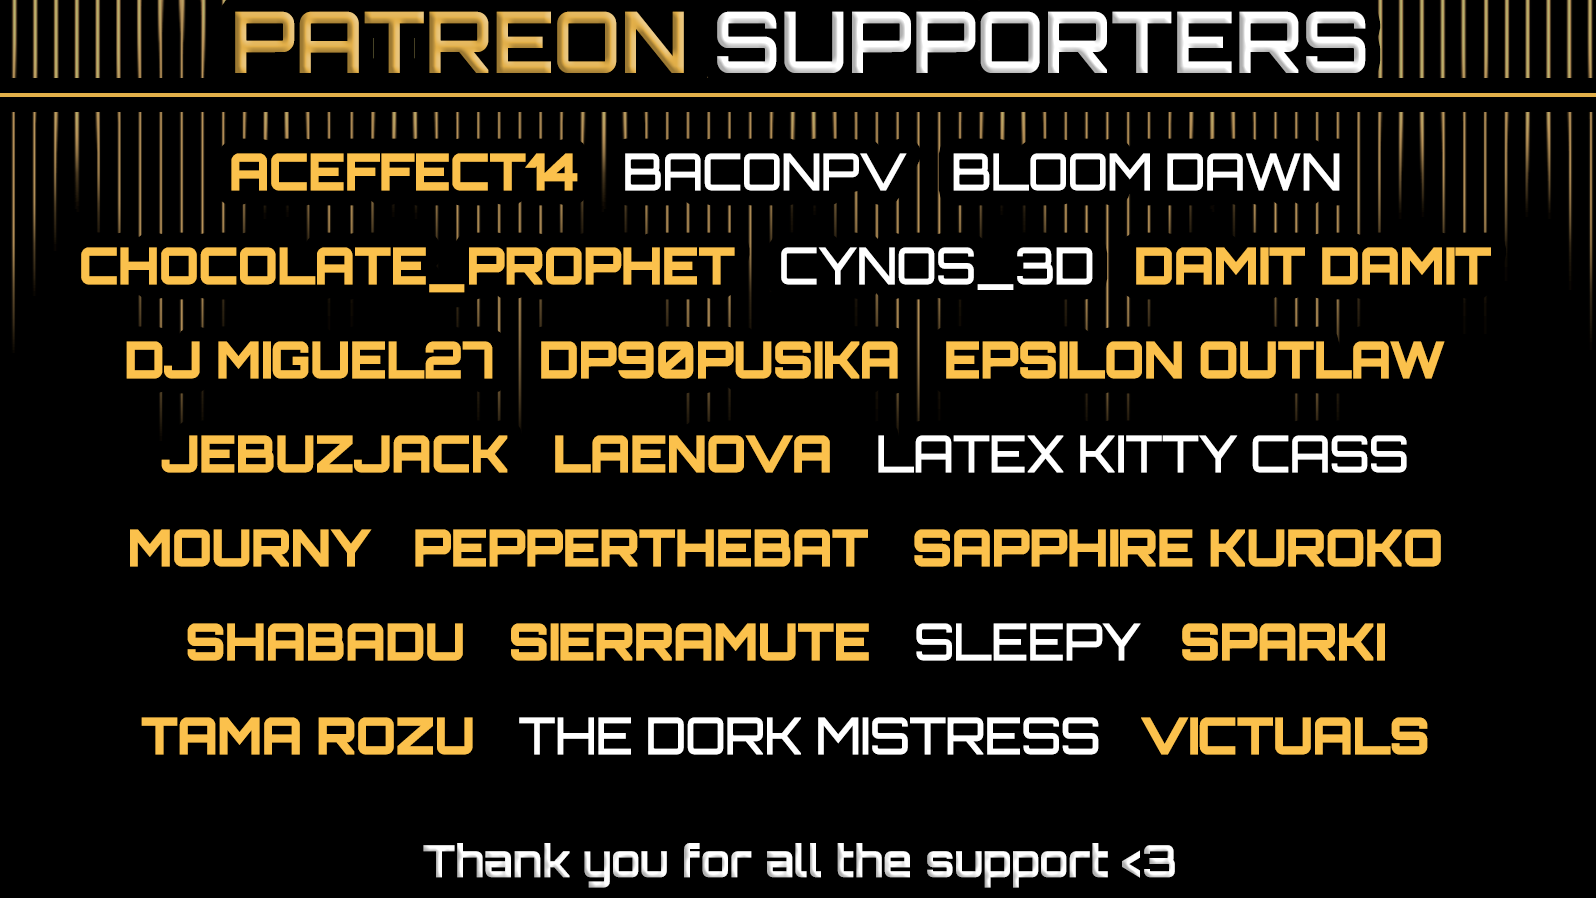 PATREON SUPPORTERS
ACEFFECT14 BACONPV BLOOM DAWN
CHOCOLATE_PROPHET CYNOS_3D DAMIT DAMIT
DJ MIGUEL27 DP90PUSIKA EPSILON OUTLAW
JEBUZJACK LAENOVA LATEX KITTY CASS
MOURNY PEPPERTHEBAT SAPPHIRE KUROKO
SHABADU SIERRAMUTE SLEEPY SPARKI
TAMA ROZU THE DORK MISTRESS VICTUALS
Thank you for all the support <3